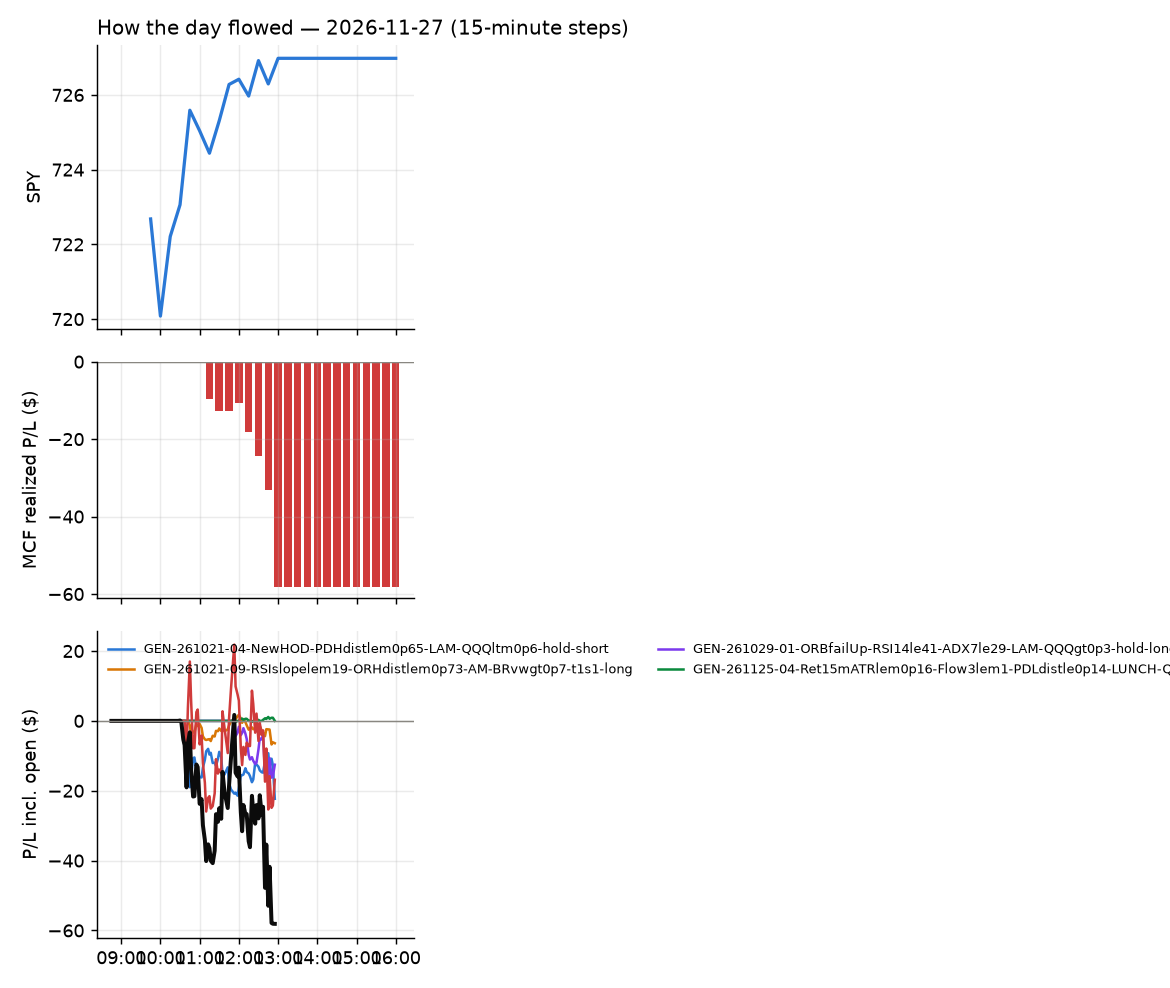 How the day flowed — 2026-11-27 (15-minute steps)
SPY
726
724
722
720
MCF realized P/L ($)
0
−20
−40
−60
P/L incl. open ($)
20
0
−20
−40
−60
GEN-261021-04-NewHOD-PDHdistlem0p65-LAM-QQQltm0p6-hold-short
GEN-261021-09-RSIslopelem19-ORHdistlem0p73-AM-BRvwgt0p7-t1s1-long
GEN-261029-01-ORBfailUp-RSI14le41-ADX7le29-LAM-QQQgt0p3-hold-lon
GEN-261125-04-Ret15mATRlem0p16-Flow3lem1-PDLdistle0p14-LUNCH-Q
09:00 10:00 11:00 12:00 13:00 14:00 15:00 16:00